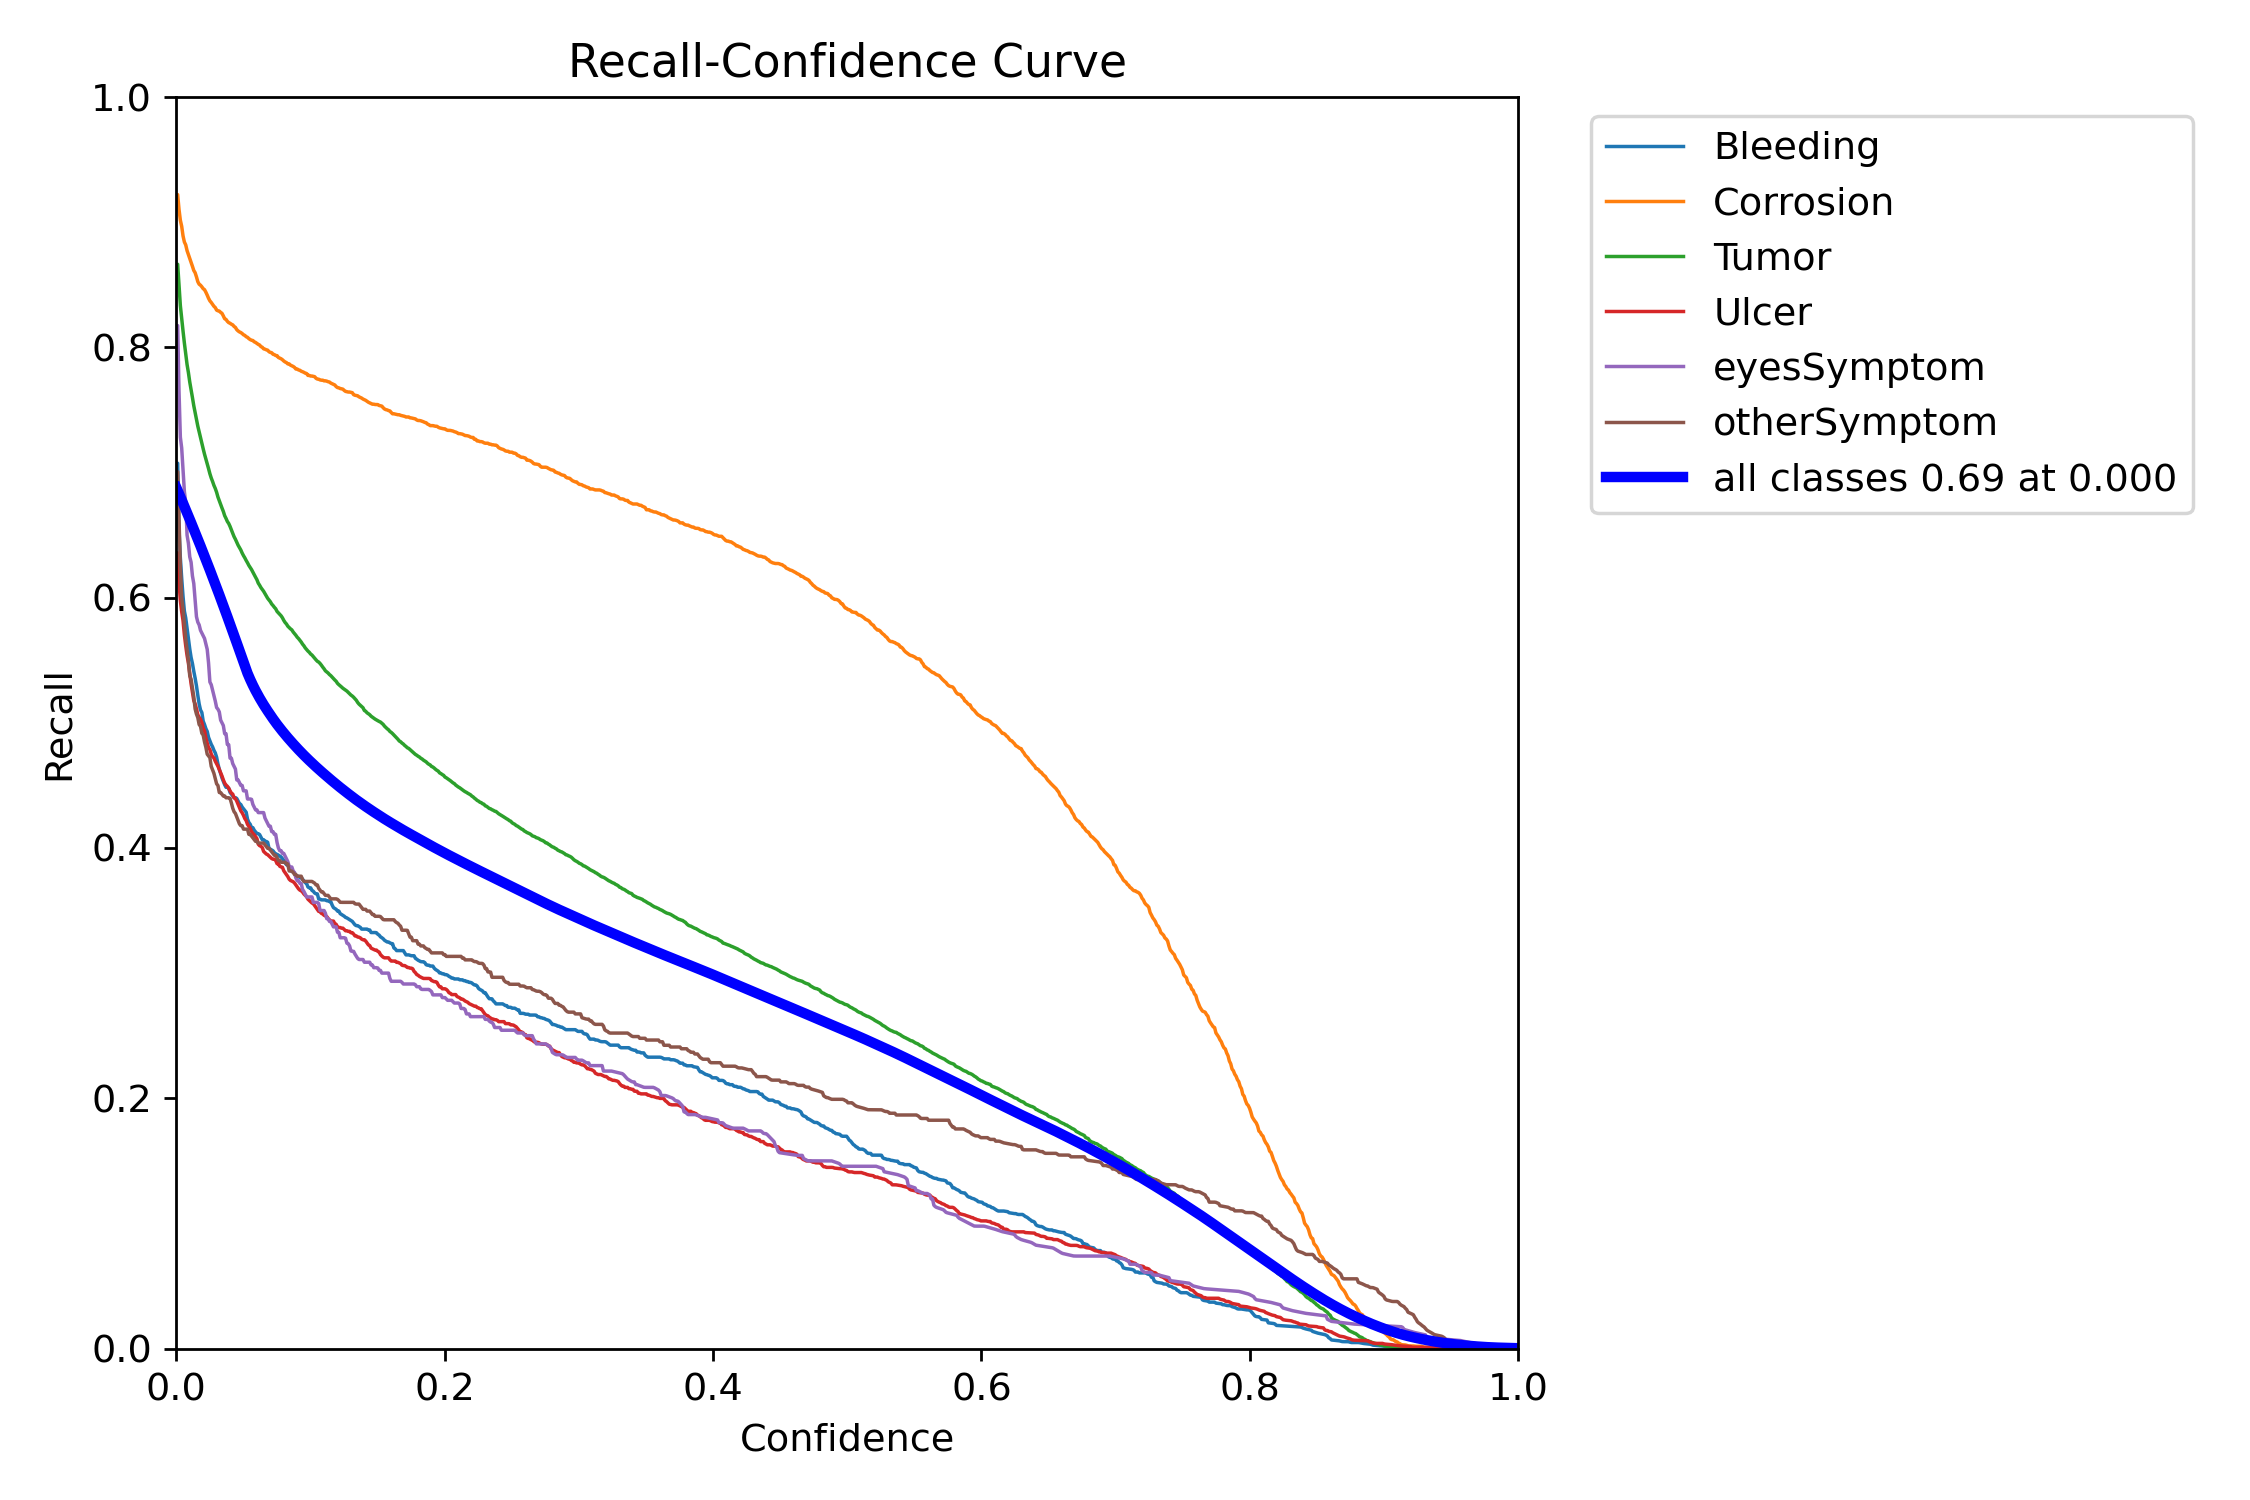 Recall-Confidence Curve
1.0
0.8
0.6
0.4
0.2
0.0
Recall
0.0 0.2 0.4 0.6 0.8 1.0
Confidence
Bleeding
Corrosion
Tumor
Ulcer
eyesSymptom
otherSymptom
all classes 0.69 at 0.000